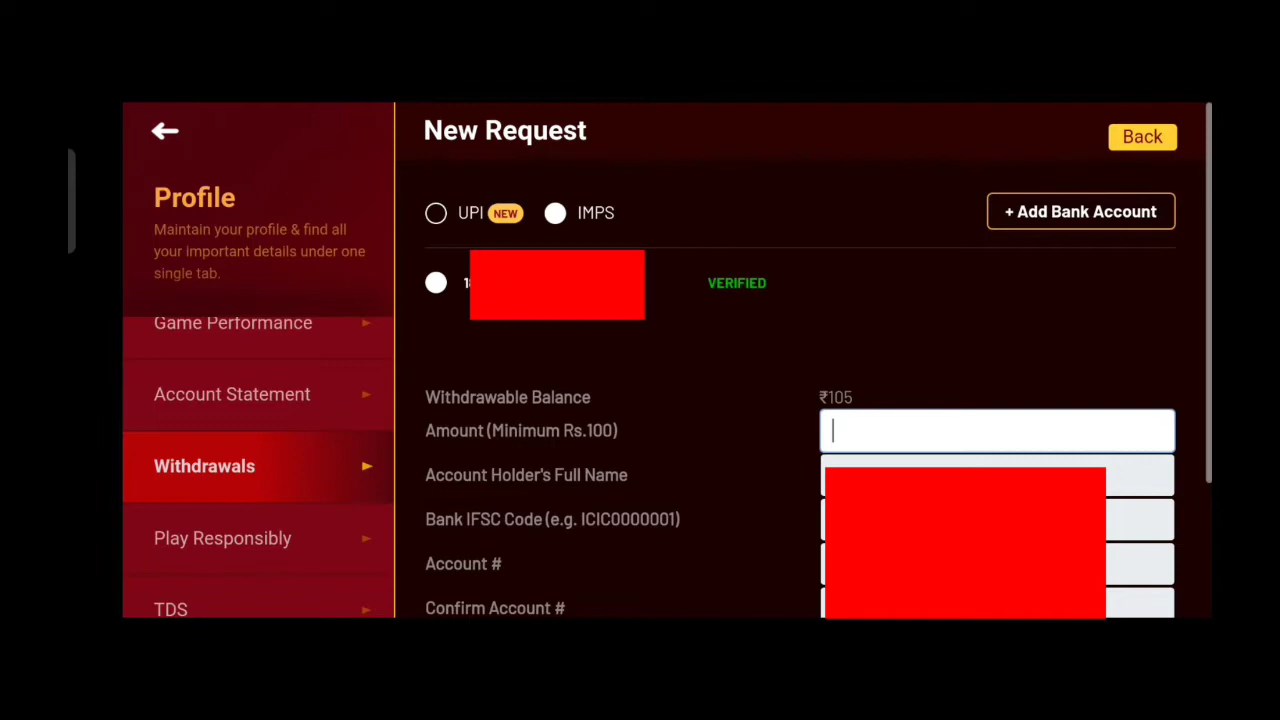 New Request
Back
Profile
Maintain your profile & find all
your important details under one
single tab.
UPI NEW IMPS
+ Add Bank Account
VERIFIED
Game Performance
Account Statement
Withdrawals
Play Responsibly
TDS
Withdrawable Balance ₹105
Amount (Minimum Rs.100)
Account Holder's Full Name
Bank IFSC Code (e.g. ICIC0000001)
Account #
Confirm Account #